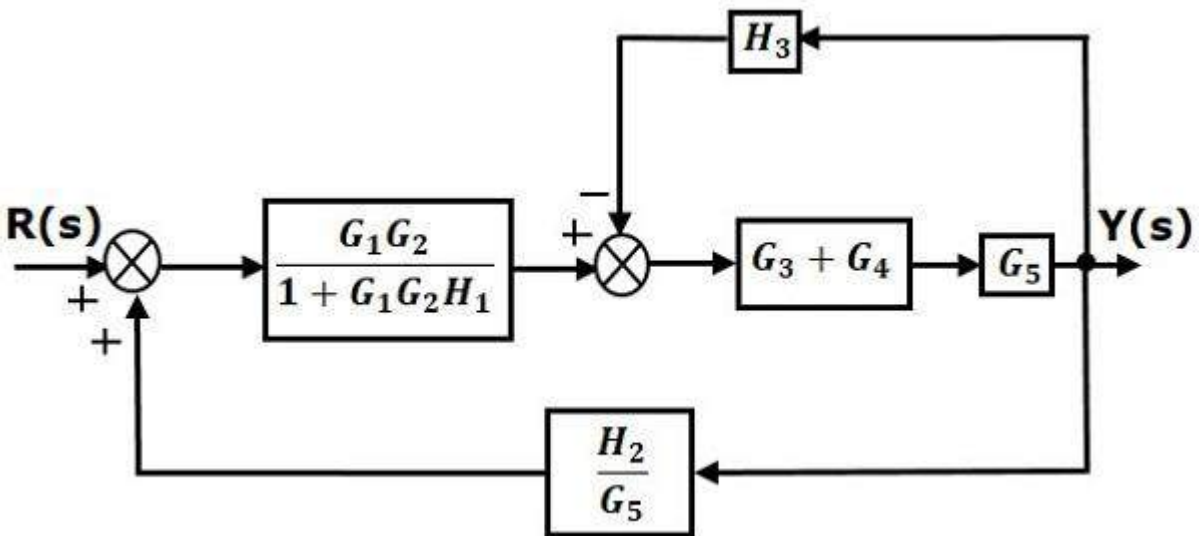 H₃
−
R(s)
+
+
G₁G₂
1 + G₁G₂H₁
+
G₃ + G₄
G₅
Y(s)
H₂
G₅